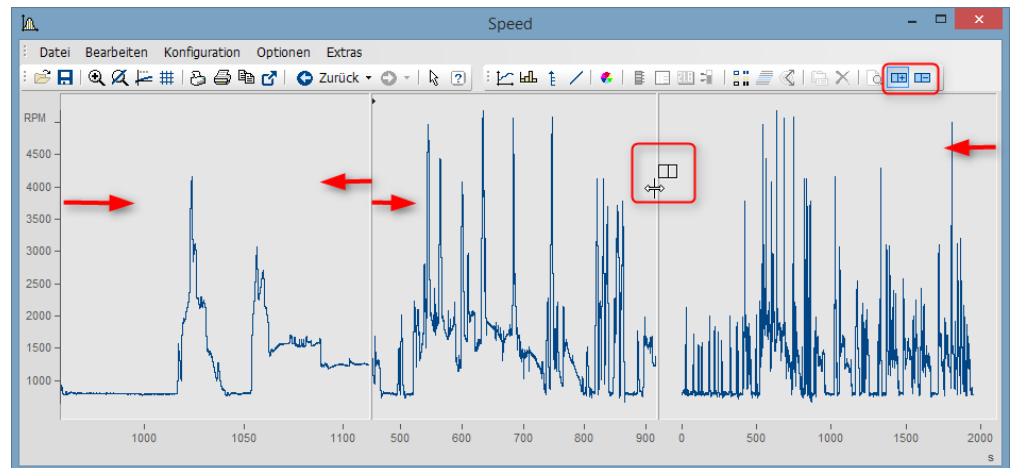 Speed
Datei Bearbeiten Konfiguration Optionen Extras
Zurück
RPM
4500
4000
3500
3000
2500
2000
1500
1000
1000 1050 1100 500 600 700 800 900 0 500 1000 1500 2000
s